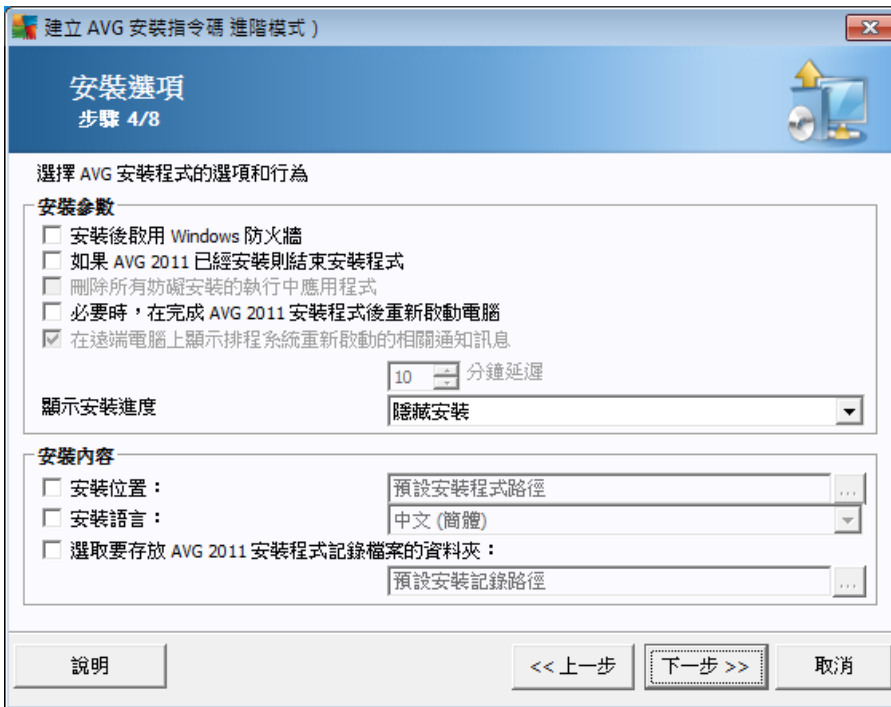 建立 AVG 安裝指令碼 進階模式 )
安裝選項
步驟 4/8
選擇 AVG 安裝程式的選項和行為
安裝參數
安裝後啟用 Windows 防火牆
如果 AVG 2011 已經安裝則結束安裝程式
刪除所有妨礙安裝的執行中應用程式
必要時，在完成 AVG 2011 安裝程式後重新啟動電腦
在遠端電腦上顯示排程系統重新啟動的相關通知訊息
10 分鐘延遲
顯示安裝進度 隱藏安裝
安裝內容
安裝位置： 預設安裝程式路徑 ...
安裝語言： 中文 (簡體)
選取要存放 AVG 2011 安裝程式記錄檔案的資料夾：
預設安裝記錄路徑 ...
說明 << 上一步 下一步 >> 取消